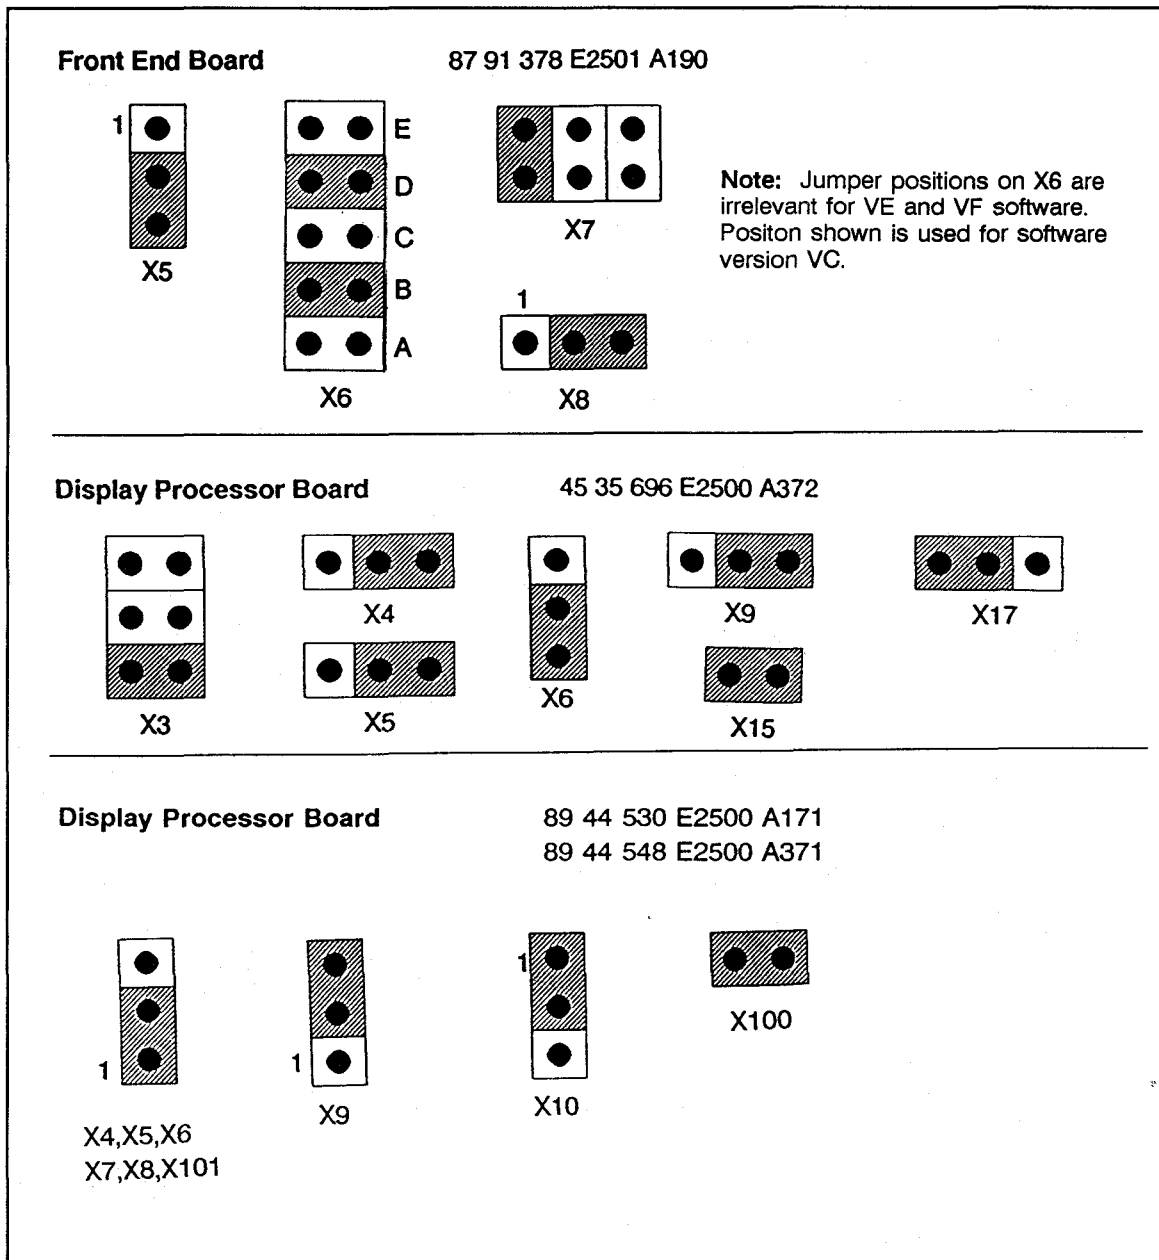 Front End Board 87 91 378 E2501 A190
1
E
D
C
B
A
X5
X6
X7
Note: Jumper positions on X6 are
irrelevant for VE and VF software.
Positon shown is used for software
version VC.
1
X8
Display Processor Board 45 35 696 E2500 A372
X3
X4
X5
X6
X9
X15
X17
Display Processor Board 89 44 530 E2500 A171
89 44 548 E2500 A371
1
X4,X5,X6
X7,X8,X101
1
X9
1
X10
X100